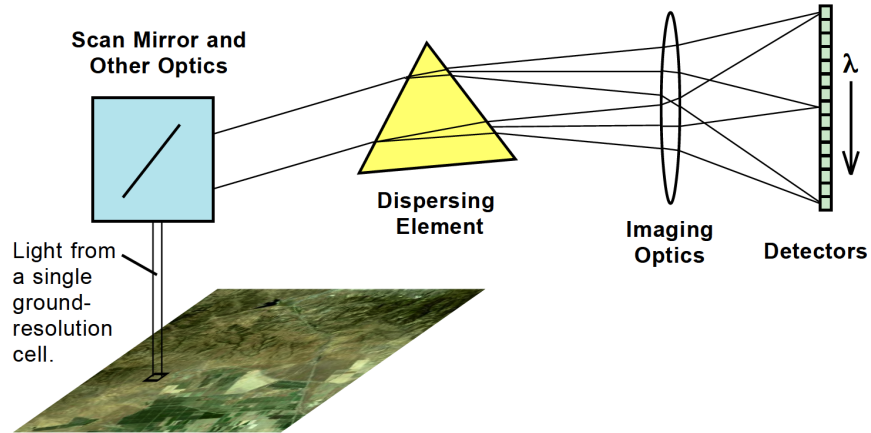 Scan Mirror and
Other Optics
λ
Dispersing
Element
Imaging
Optics
Detectors
Light from
a single
ground-
resolution
cell.